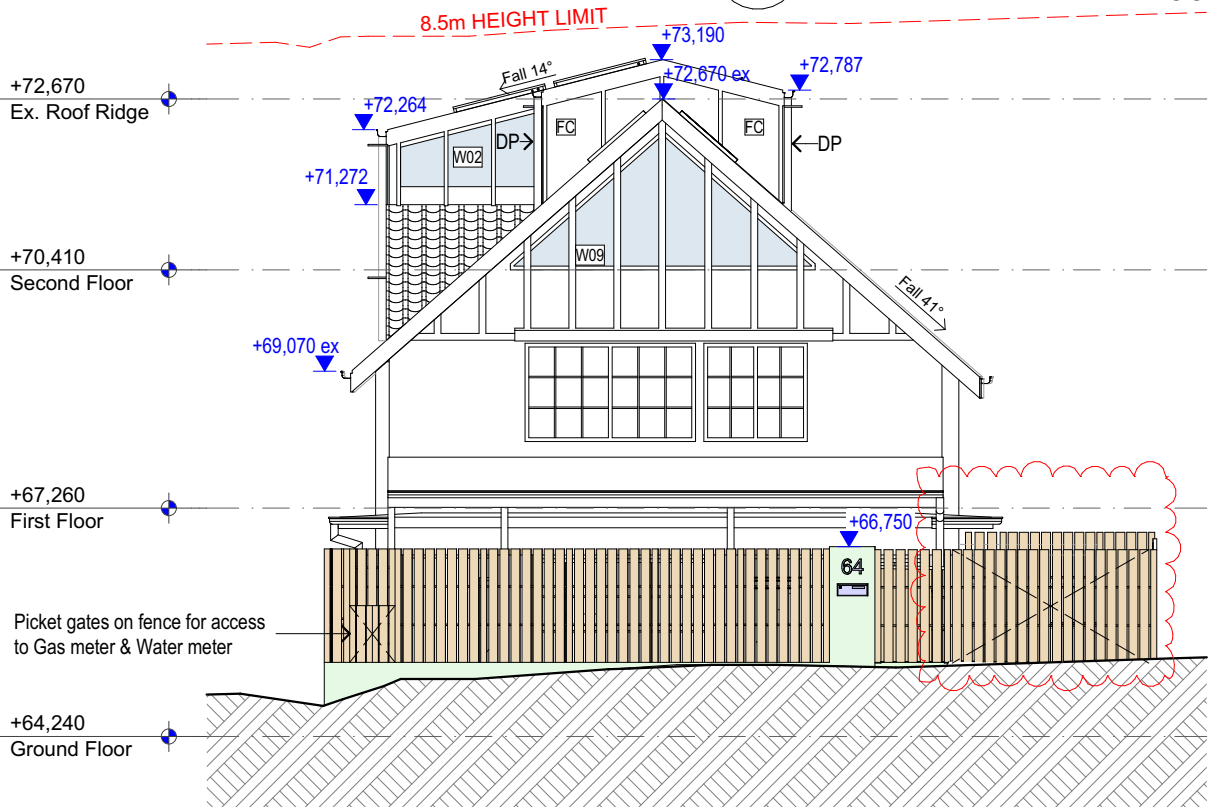 8.5m HEIGHT LIMIT
+73,190
Fall 14°
+72,670 ex
+72,787
+72,670
Ex. Roof Ridge
+72,264
FC
FC
DP
DP
W02
+71,272
+70,410
Second Floor
W09
Fall 41°
+69,070 ex
+67,260
First Floor
+66,750
64
Picket gates on fence for access
to Gas meter & Water meter
+64,240
Ground Floor